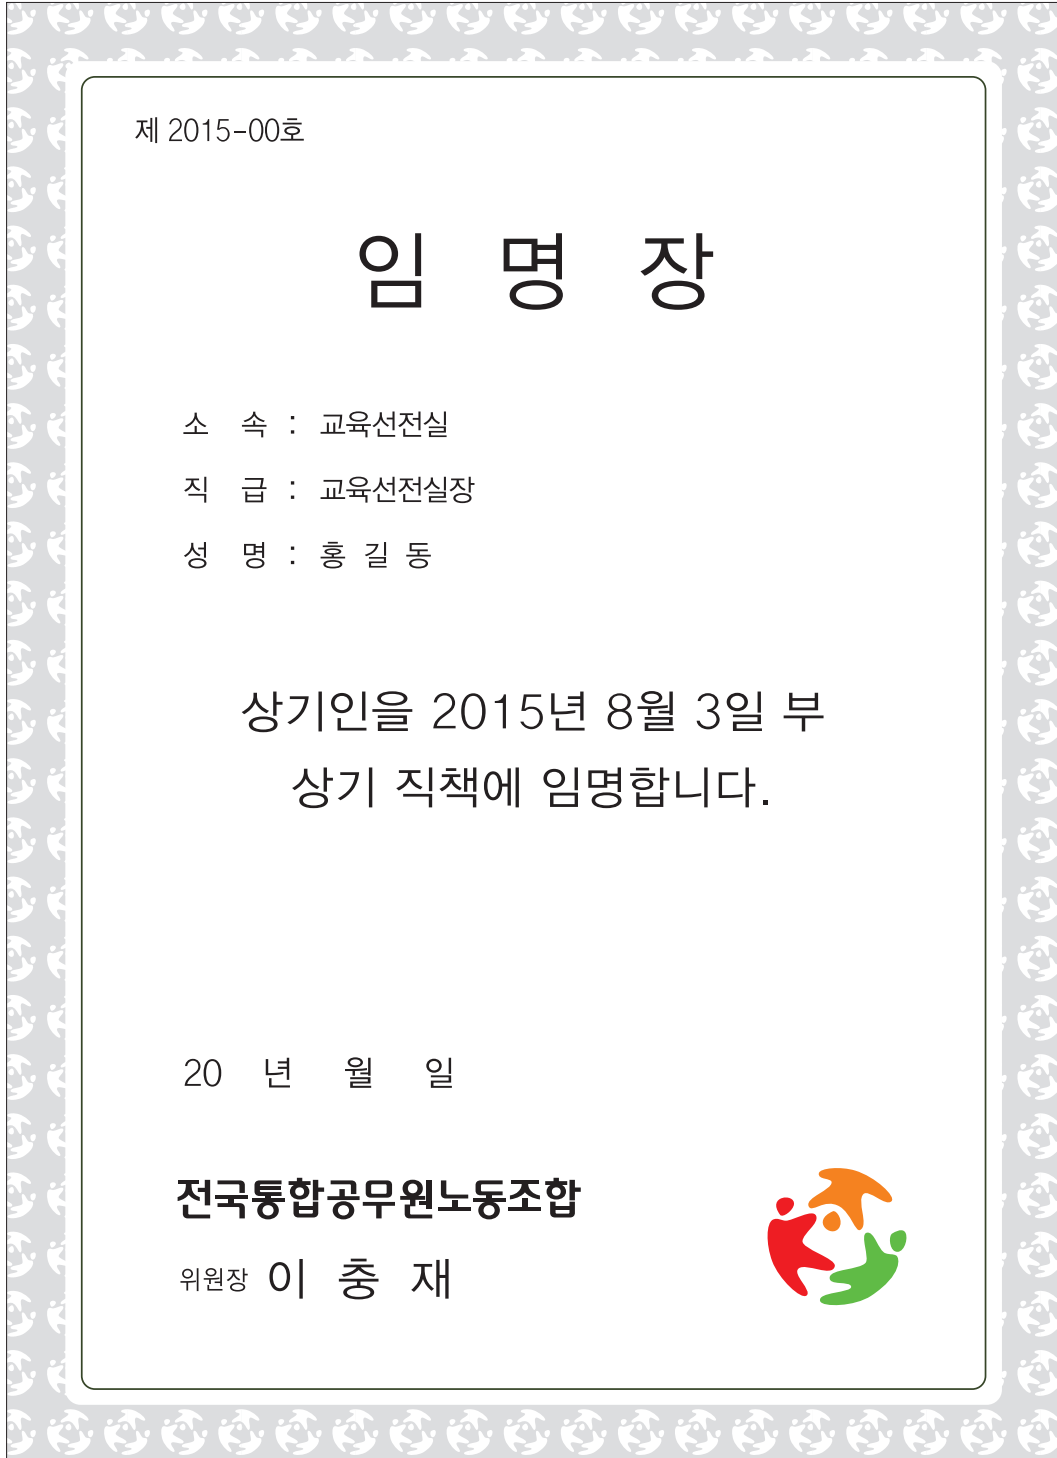 제 2015-00호
임 명 장
소 속 : 교육선전실
직 급 : 교육선전실장
성 명 : 홍 길 동
상기인을 2015년 8월 3일 부
상기 직책에 임명합니다.
20 년 월 일
전국통합공무원노동조합
위원장 이 충 재